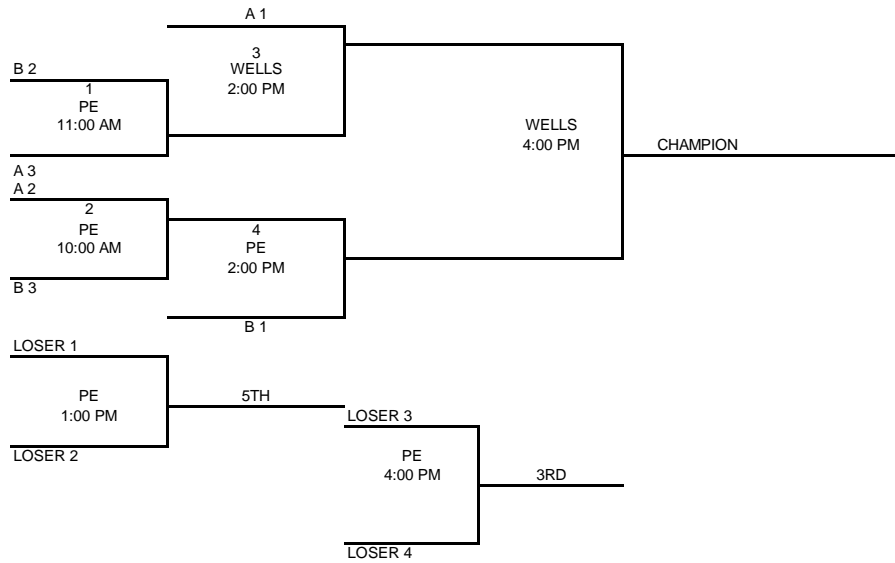 A 1
3
WELLS
2:00 PM
B 2
1
PE
11:00 AM
WELLS
4:00 PM
CHAMPION
A 3
A 2
2
PE
10:00 AM
4
PE
2:00 PM
B 3
B 1
LOSER 1
PE
1:00 PM
5TH
LOSER 2
LOSER 3
PE
4:00 PM
3RD
LOSER 4